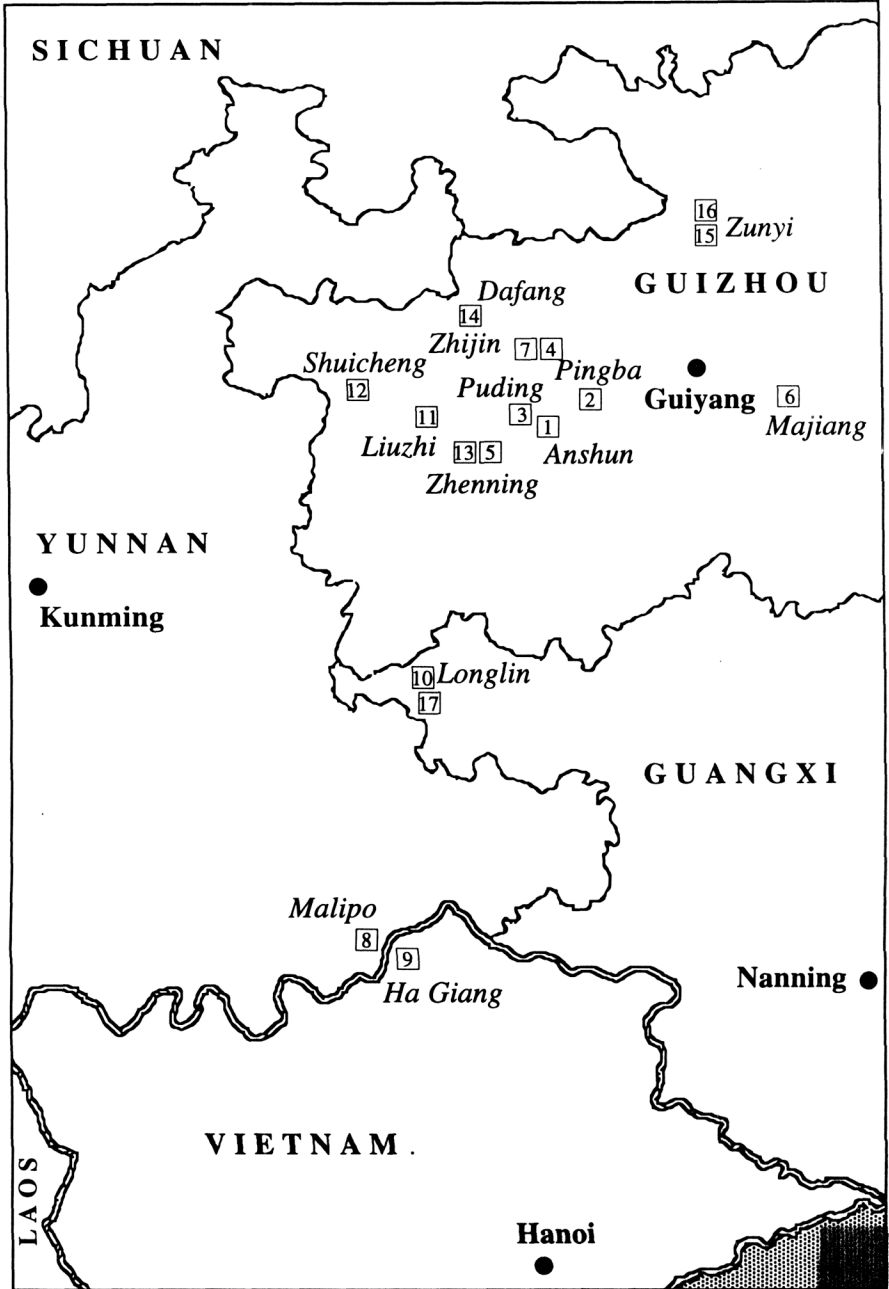 SICHUAN
16
15 Zunyi
GUIZHOU
Dafang
14
Zhijin 7 4
Shuicheng
Pingba
12
Puding
2
Guiyang
6
11
3
1
Majiang
Liuzhi
13 5
Anshun
Zhenning
YUNNAN
Kunming
10 Longlin
17
GUANGXI
Malipo
8
9
Nanning
Ha Giang
VIETNAM
LAOS
Hanoi